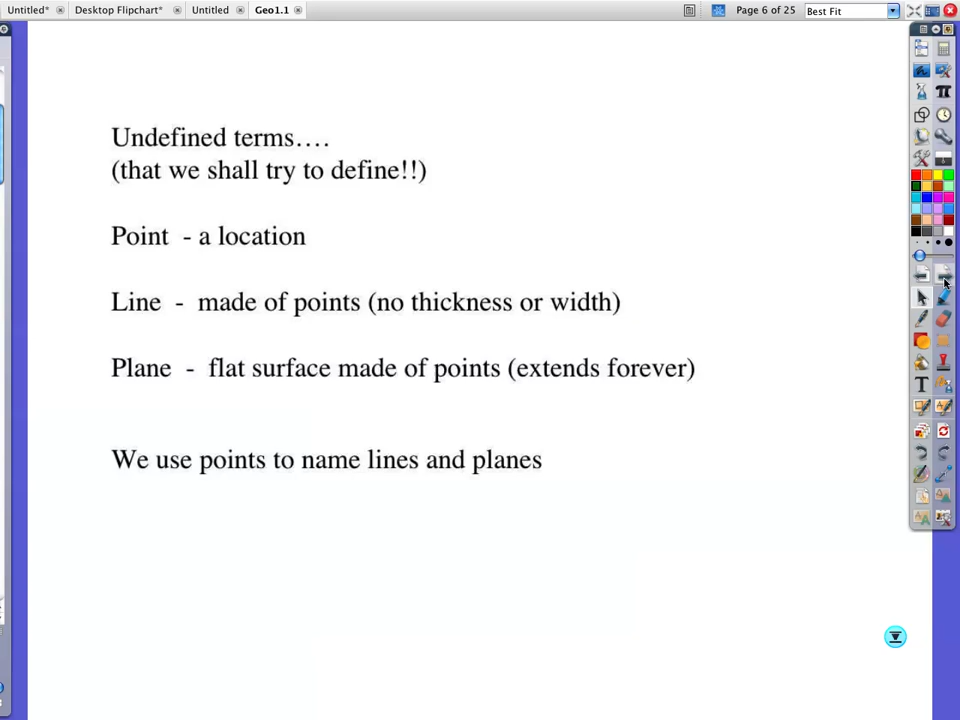 Untitled* Desktop Flipchart* Untitled Geo1.1 Page 6 of 25 Best Fit
Undefined terms....
(that we shall try to define!!)
Point - a location
Line - made of points (no thickness or width)
Plane - flat surface made of points (extends forever)
We use points to name lines and planes